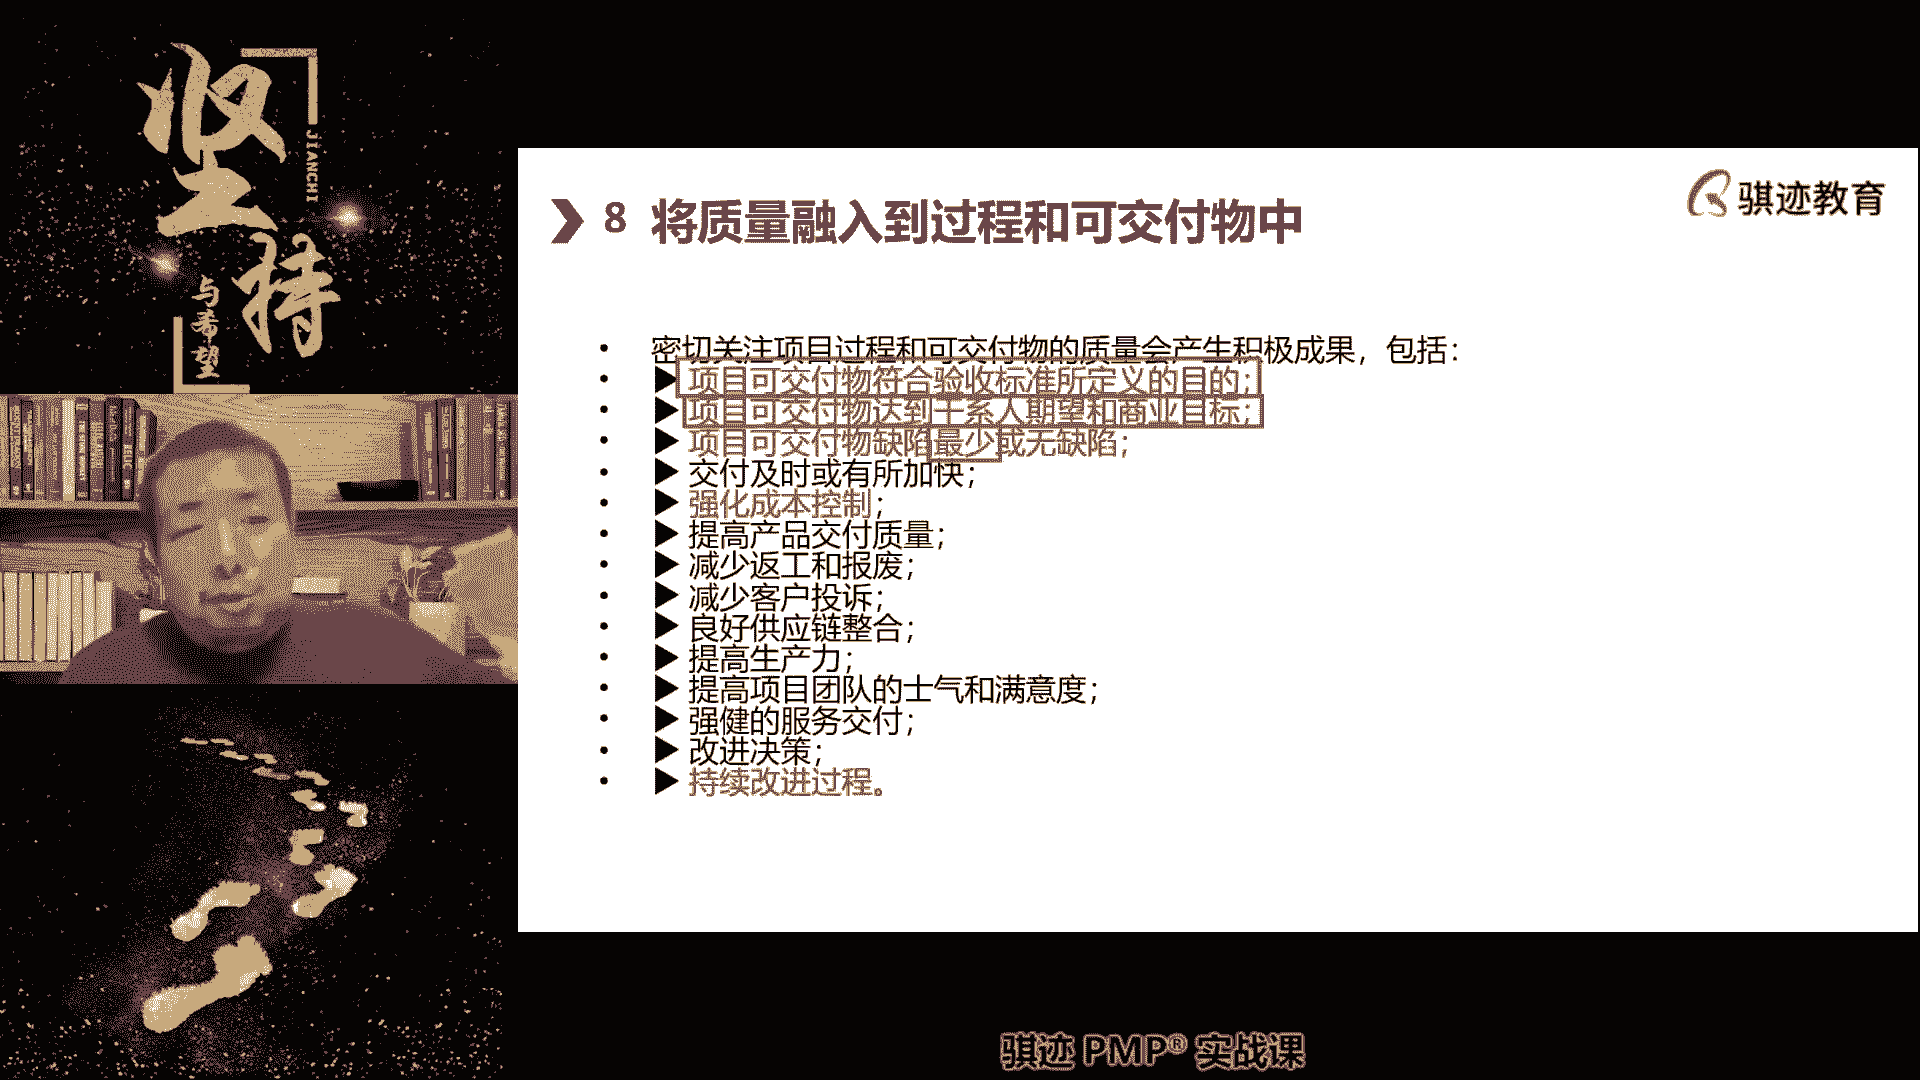 坚持
JIANCHI
与希望
骐迹教育
8 将质量融入到过程和可交付物中
• 密切关注项目过程和可交付物的质量会产生积极成果，包括：
• ▶ 项目可交付物符合验收标准所定义的目的；
• ▶ 项目可交付物达到干系人期望和商业目标；
• ▶ 项目可交付物缺陷最少或无缺陷；
• ▶ 交付及时或有所加快；
• ▶ 强化成本控制；
• ▶ 提高产品交付质量；
• ▶ 减少返工和报废；
• ▶ 减少客户投诉；
• ▶ 良好供应链整合；
• ▶ 提高生产力；
• ▶ 提高项目团队的士气和满意度；
• ▶ 强健的服务交付；
• ▶ 改进决策；
• ▶ 持续改进过程。
骐迹 PMP® 实战课